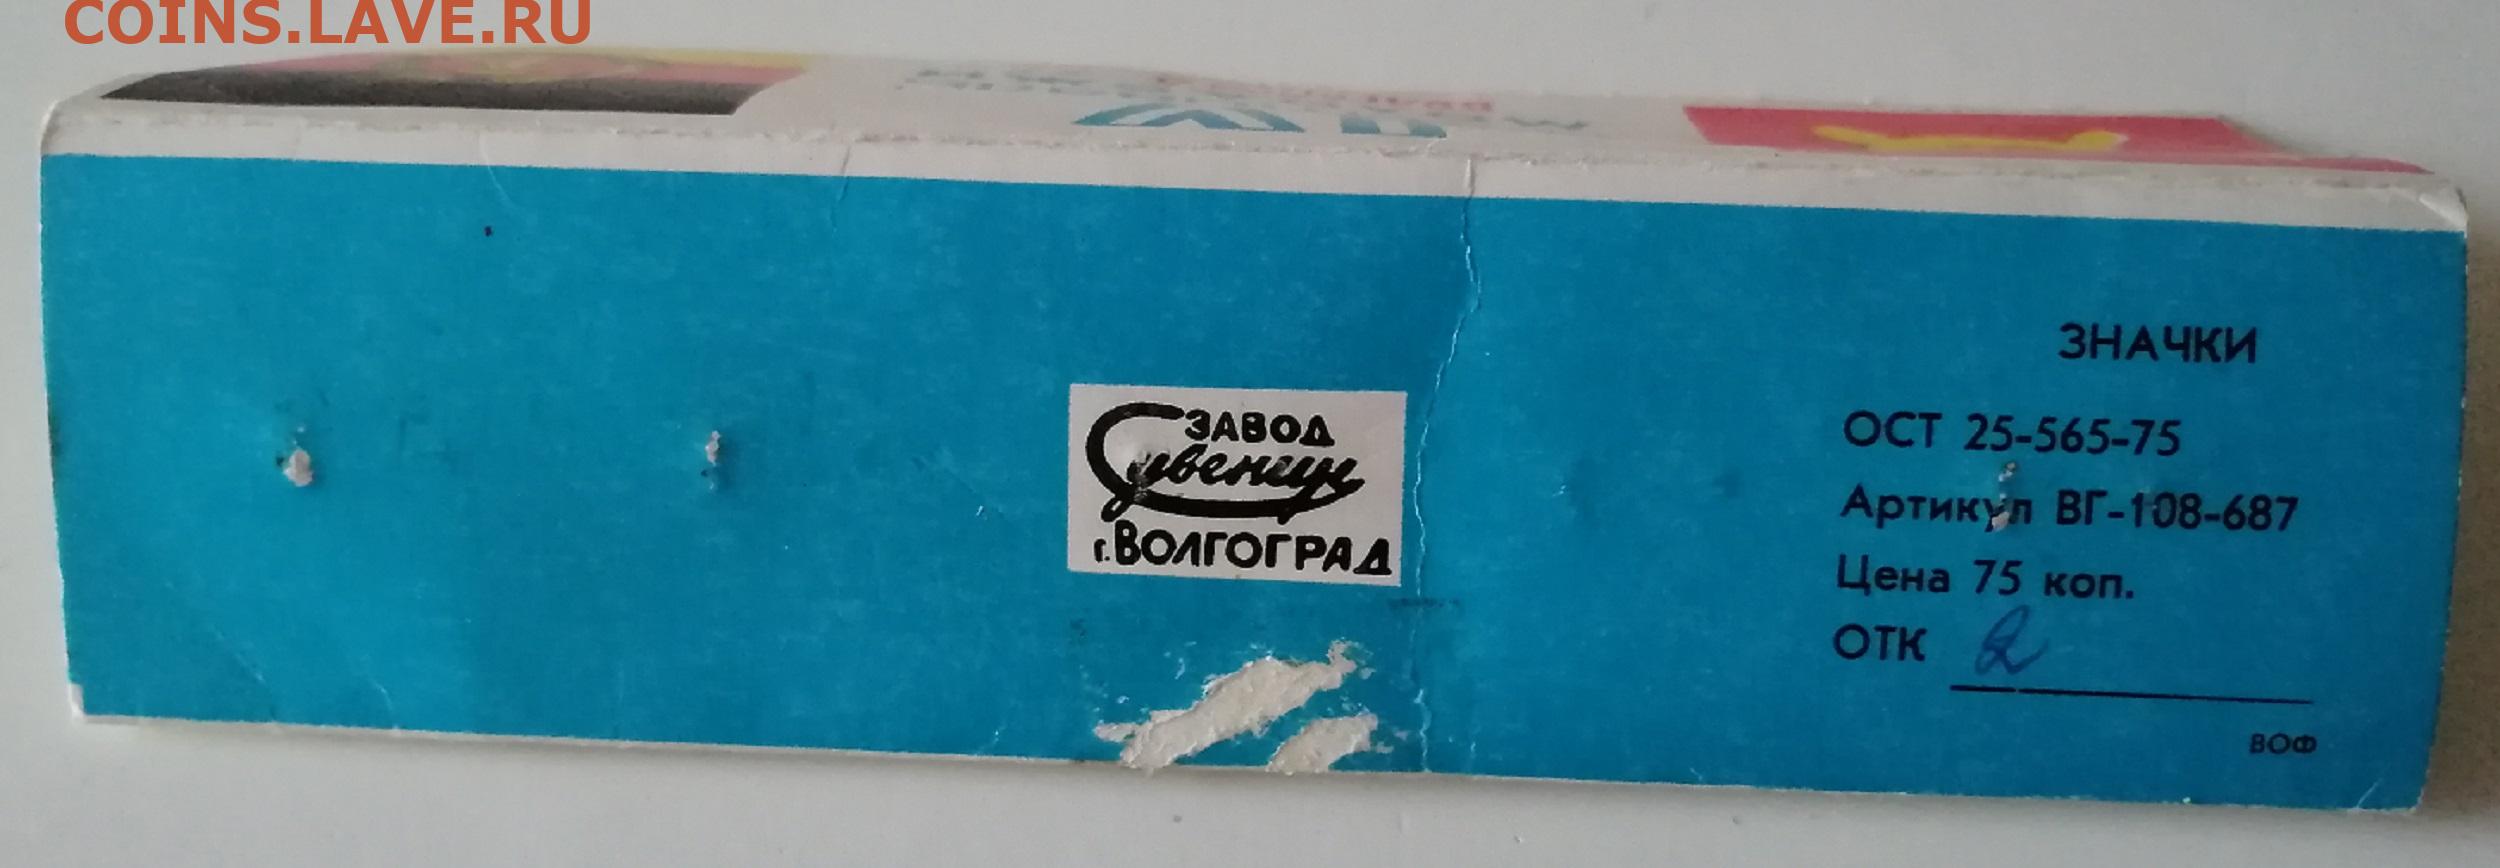 COINS.LAVE.RU
ЗАВОД
Сувенир
г. ВОЛГОГРАД
ЗНАЧКИ
ОСТ 25-565-75
Артикул ВГ-108-687
Цена 75 коп.
ОТК
ВОФ